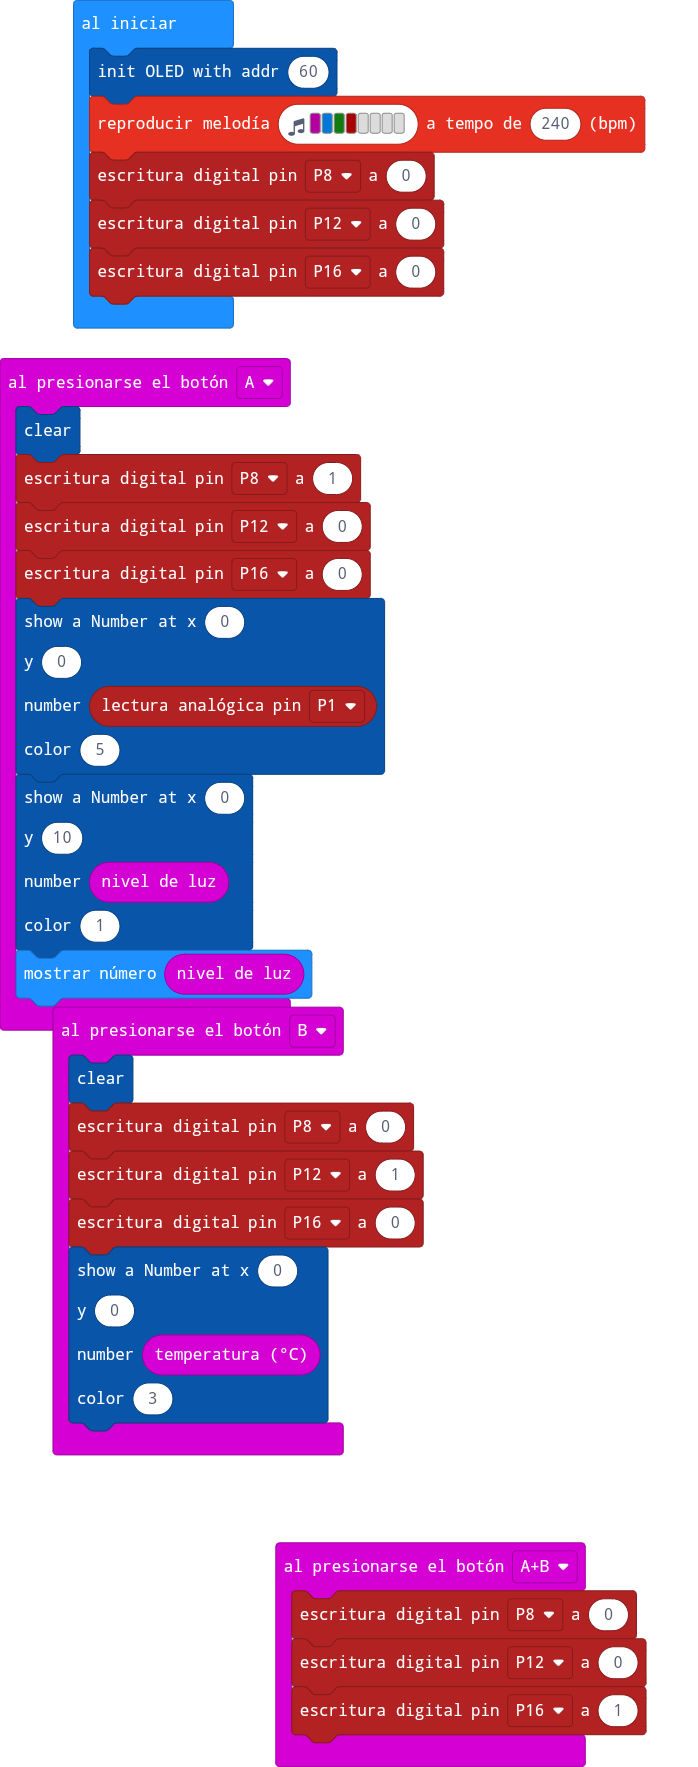 al iniciar
init OLED with addr 60
reproducir melodía a tempo de 240 (bpm)
escritura digital pin P8 a 0
escritura digital pin P12 a 0
escritura digital pin P16 a 0
al presionarse el botón A
clear
escritura digital pin P8 a 1
escritura digital pin P12 a 0
escritura digital pin P16 a 0
show a Number at x 0
y 0
number lectura analógica pin P1
color 5
show a Number at x 0
y 10
number nivel de luz
color 1
mostrar número nivel de luz
al presionarse el botón B
clear
escritura digital pin P8 a 0
escritura digital pin P12 a 1
escritura digital pin P16 a 0
show a Number at x 0
y 0
number temperatura (°C)
color 3
al presionarse el botón A+B
escritura digital pin P8 a 0
escritura digital pin P12 a 0
escritura digital pin P16 a 1